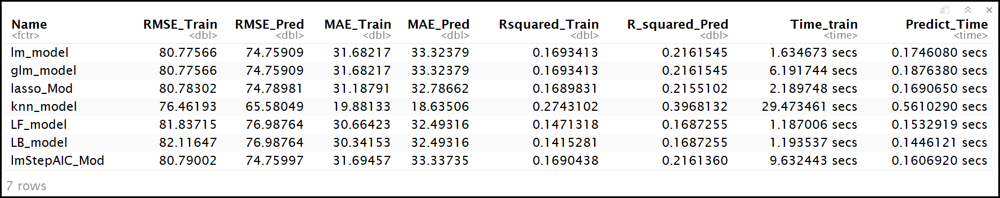 Name RMSE_Train RMSE_Pred MAE_Train MAE_Pred Rsquared_Train R_squared_Pred Time_train Predict_Time
<fctr> <dbl> <dbl> <dbl> <dbl> <dbl> <dbl> <time> <time>
lm_model 80.77566 74.75909 31.68217 33.32379 0.1693413 0.2161545 1.634673 secs 0.1746080 secs
glm_model 80.77566 74.75909 31.68217 33.32379 0.1693413 0.2161545 6.191744 secs 0.1876380 secs
lasso_Mod 80.78302 74.78981 31.18791 32.78662 0.1689831 0.2155102 2.189748 secs 0.1690650 secs
knn_model 76.46193 65.58049 19.88133 18.63506 0.2743102 0.3968132 29.473461 secs 0.5610290 secs
LF_model 81.83715 76.98764 30.66423 32.49316 0.1471318 0.1687255 1.187006 secs 0.1532919 secs
LB_model 82.11647 76.98764 30.34153 32.49316 0.1415281 0.1687255 1.193537 secs 0.1446121 secs
lmStepAIC_Mod 80.79002 74.75997 31.69457 33.33735 0.1690438 0.2161360 9.632443 secs 0.1606920 secs
7 rows